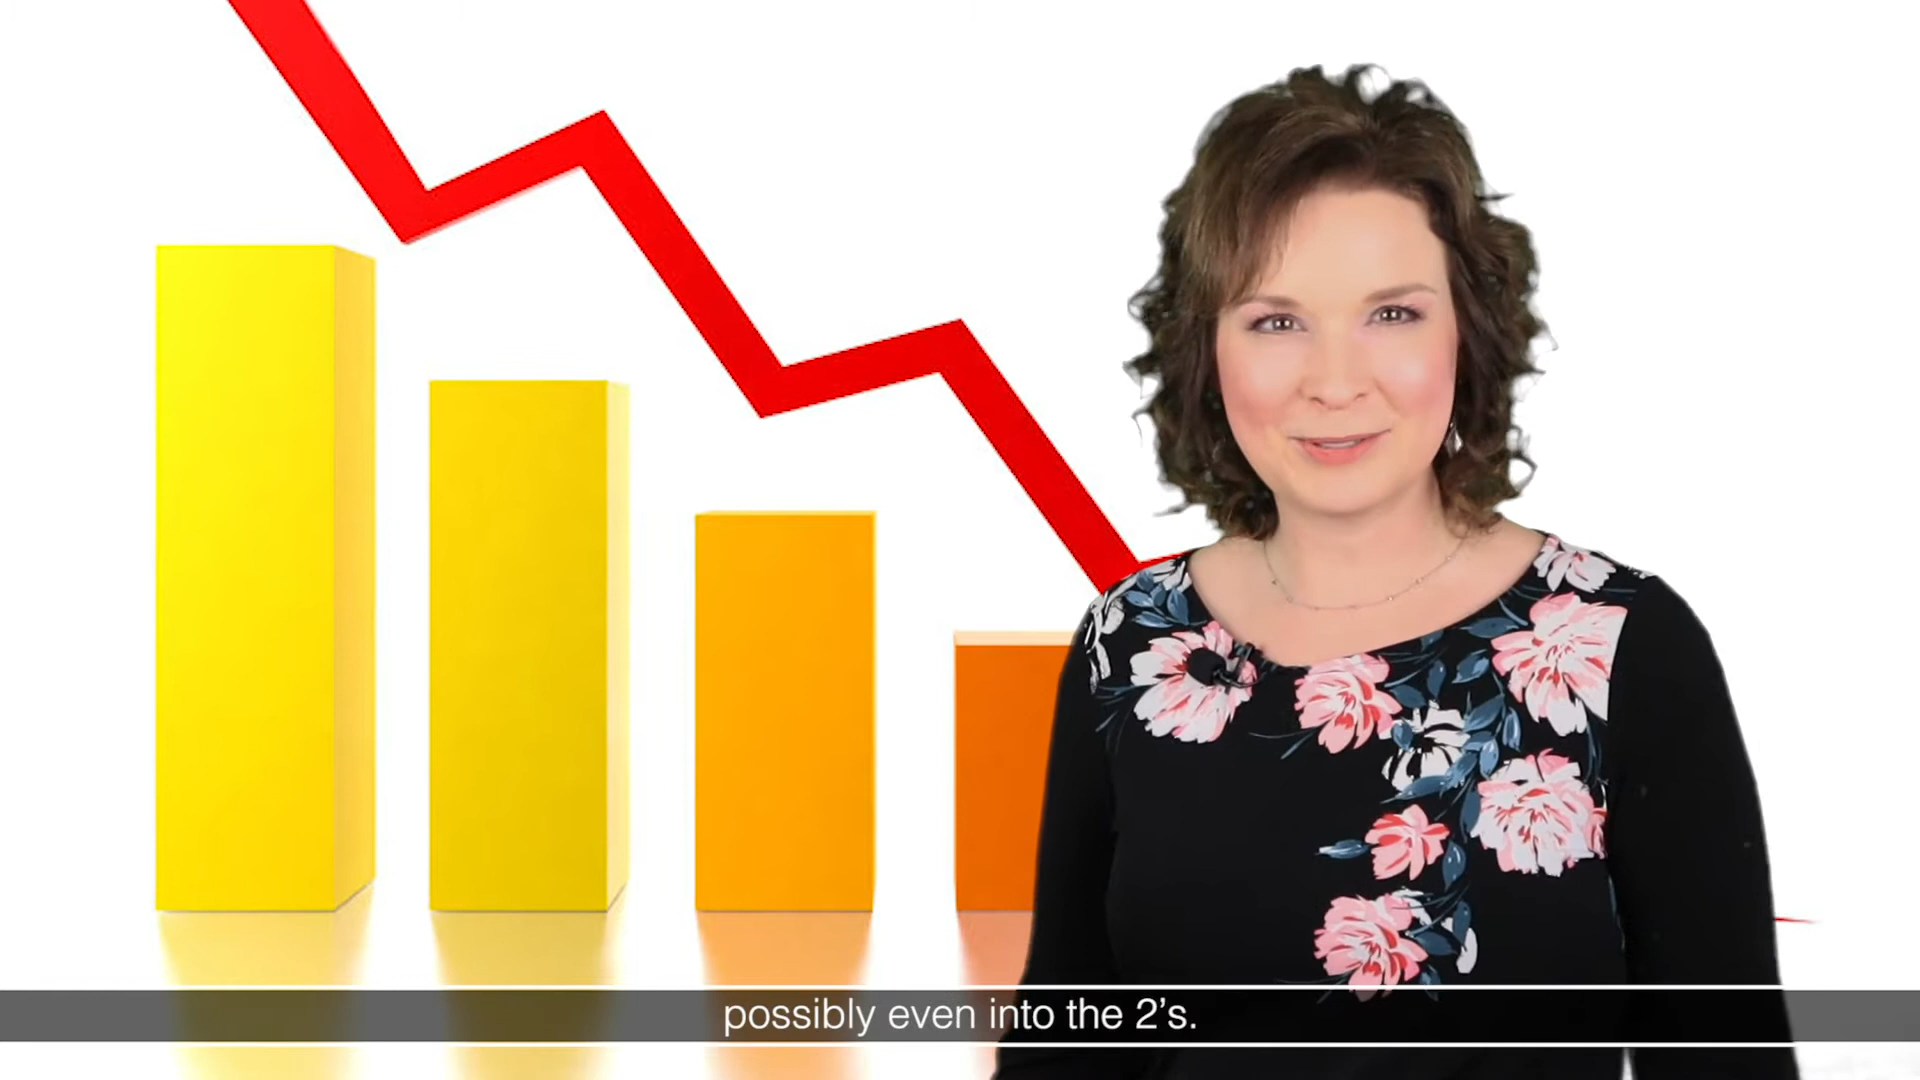 possibly even into the 2’s.